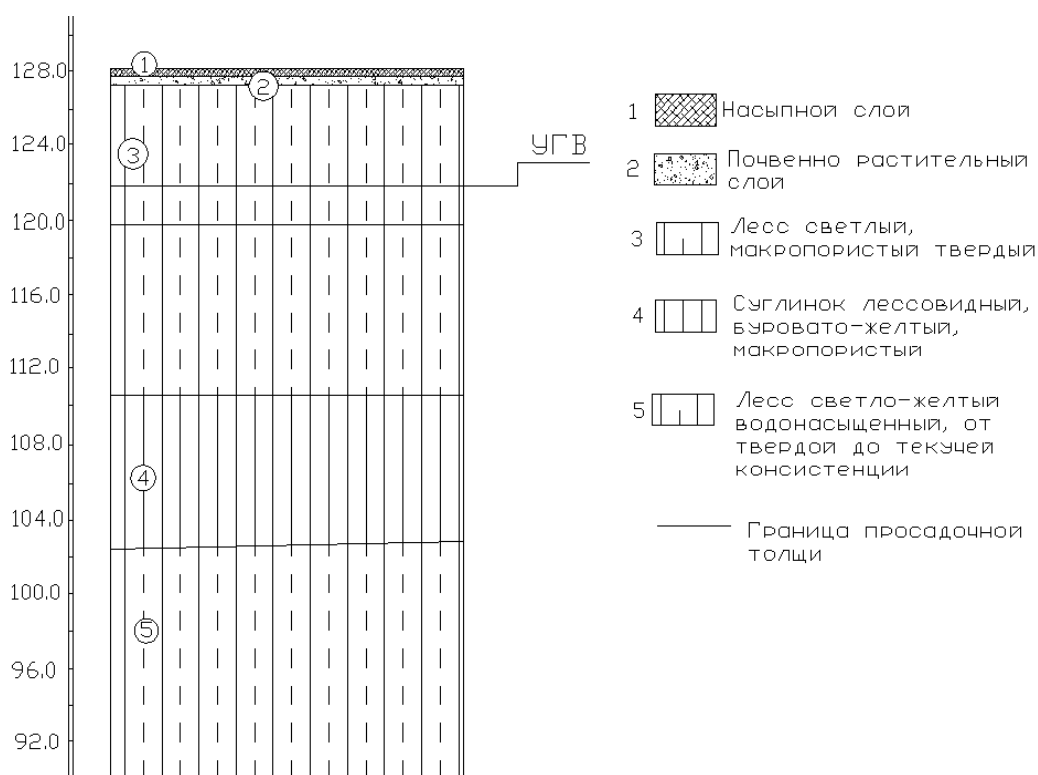 128.0
124.0
120.0
116.0
112.0
108.0
104.0
100.0
96.0
92.0
1
2
3
4
5
УГВ
1 Насыпной слой
2 Почвенно растительный
слой
3 Лесс светлый,
макропористый твердый
4 Суглинок лессовидный,
буровато-желтый,
макропористый
5 Лесс светло-желтый
водонасыщенный, от
твердой до текучей
консистенции
Граница просадочной
толщи